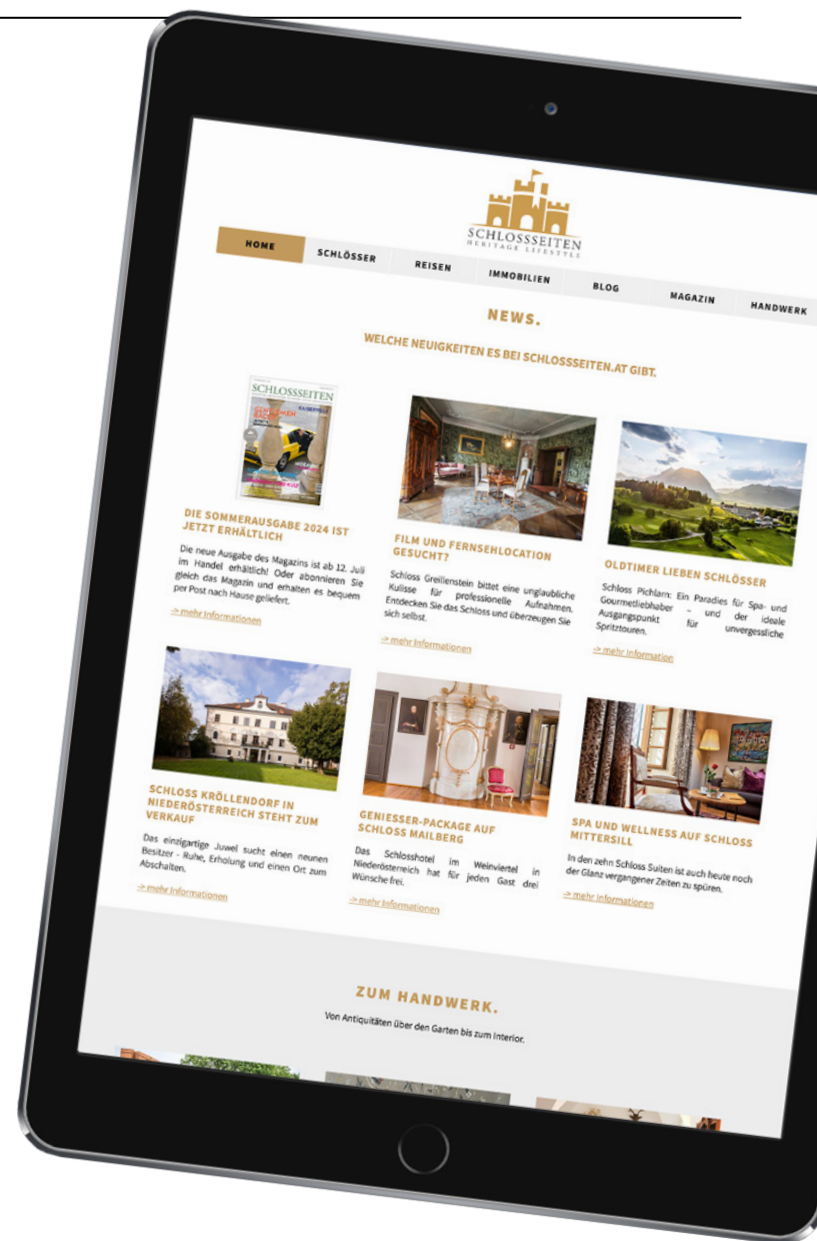 SCHLOSSSEITEN
HERITAGE LIFESTYLE
HOME
SCHLÖSSER
REISEN
IMMOBILIEN
BLOG
MAGAZIN
HANDWERK
NEWS.
WELCHE NEUIGKEITEN ES BEI SCHLOSSSEITEN.AT GIBT.
SCHLOSSSEITEN
DIE SOMMERAUSGABE 2024 IST
JETZT ERHÄLTLICH
Die neue Ausgabe des Magazins ist ab 12. Juli
im Handel erhältlich! Oder abonnieren Sie
gleich das Magazin und erhalten es bequem
per Post nach Hause geliefert.
-> mehr Informationen
FILM UND FERNSEHLOCATION
GESUCHT?
Schloss Greillenstein bittet eine unglaubliche
Kulisse für professionelle Aufnahmen.
Entdecken Sie das Schloss und überzeugen Sie
sich selbst.
-> mehr Informationen
OLDTIMER LIEBEN SCHLÖSSER
Schloss Pichlarn: Ein Paradies für Spa- und
Gourmetliebhaber – und der ideale
Ausgangspunkt für unvergessliche
Spritztouren.
-> mehr Information
SCHLOSS KRÖLLENDORF IN
NIEDERÖSTERREICH STEHT ZUM
VERKAUF
Das einzigartige Juwel sucht einen neunen
Besitzer - Ruhe, Erholung und einen Ort zum
Abschalten.
-> mehr Informationen
GENIESSER-PACKAGE AUF
SCHLOSS MAILBERG
Das Schlosshotel im Weinviertel in
Niederösterreich hat für jeden Gast drei
Wünsche frei.
-> mehr Informationen
SPA UND WELLNESS AUF SCHLOSS
MITTERSILL
In den zehn Schloss Suiten ist auch heute noch
der Glanz vergangener Zeiten zu spüren.
-> mehr Informationen
ZUM HANDWERK.
Von Antiquitäten über den Garten bis zum Interior.